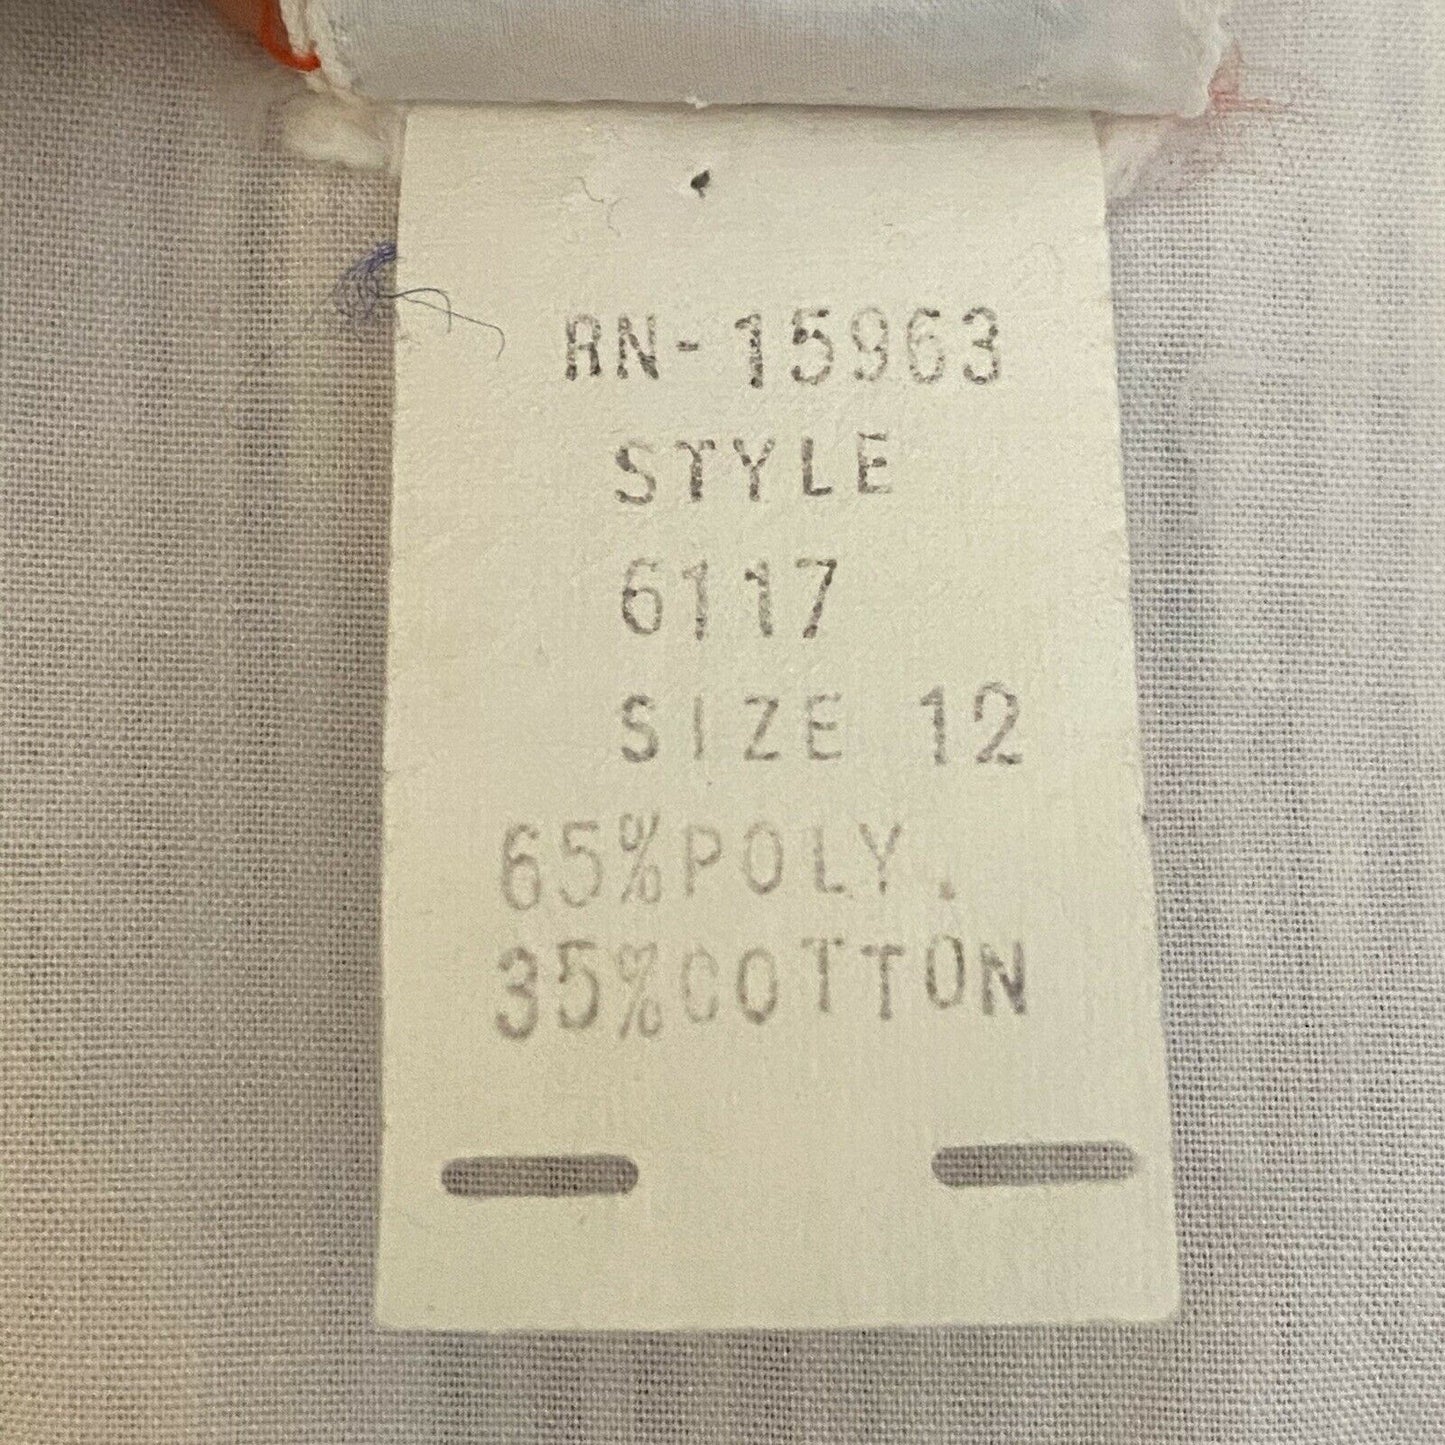 RN-15963
STYLE
6117
SIZE 12
65%POLY.
35%COTTON